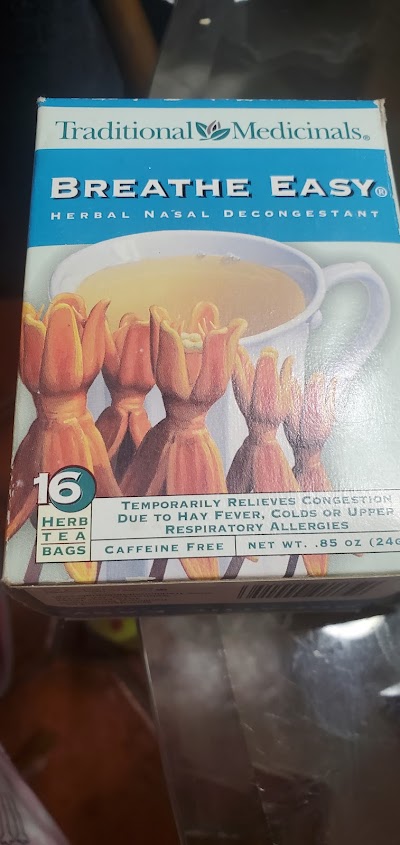 Traditional Medicinals®
BREATHE EASY®
HERBAL NASAL DECONGESTANT
16
HERB
TEA
BAGS
TEMPORARILY RELIEVES CONGESTION
DUE TO HAY FEVER, COLDS OR UPPER
RESPIRATORY ALLERGIES
CAFFEINE FREE
NET WT. .85 OZ (24G